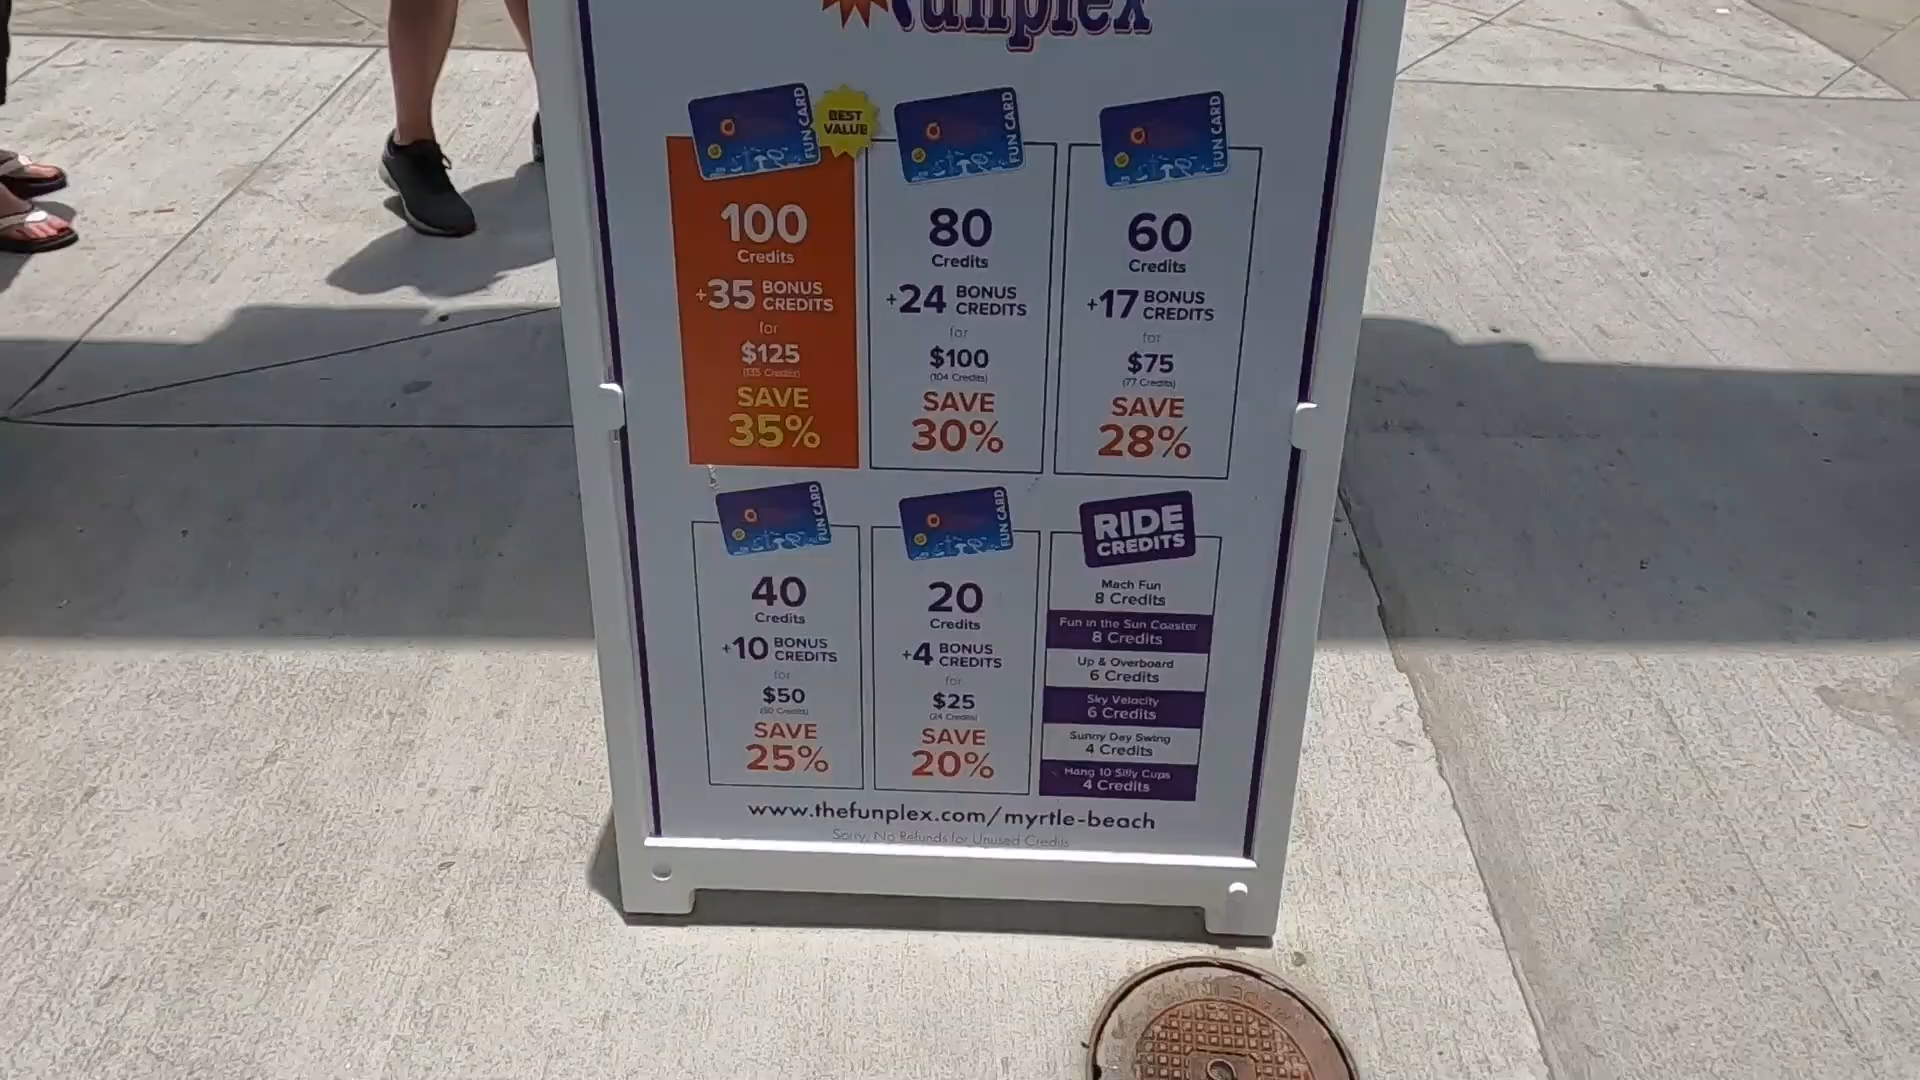 Funplex
FUN CARD
BEST
VALUE
100
Credits
+35 BONUS
CREDITS
for
$125
(135 Credits)
SAVE
35%
FUN CARD
80
Credits
+24 BONUS
CREDITS
for
$100
(104 Credits)
SAVE
30%
FUN CARD
60
Credits
+17 BONUS
CREDITS
for
$75
(77 Credits)
SAVE
28%
FUN CARD
40
Credits
+10 BONUS
CREDITS
for
$50
(50 Credits)
SAVE
25%
FUN CARD
20
Credits
+4 BONUS
CREDITS
for
$25
(24 Credits)
SAVE
20%
RIDE
CREDITS
Mach Fun
8 Credits
Fun in the Sun Coaster
8 Credits
Up & Overboard
6 Credits
Sky Velocity
6 Credits
Sunny Day Swing
4 Credits
Hang 10 Silly Cups
4 Credits
www.thefunplex.com/myrtle-beach
Sorry, No Refunds for Unused Credits